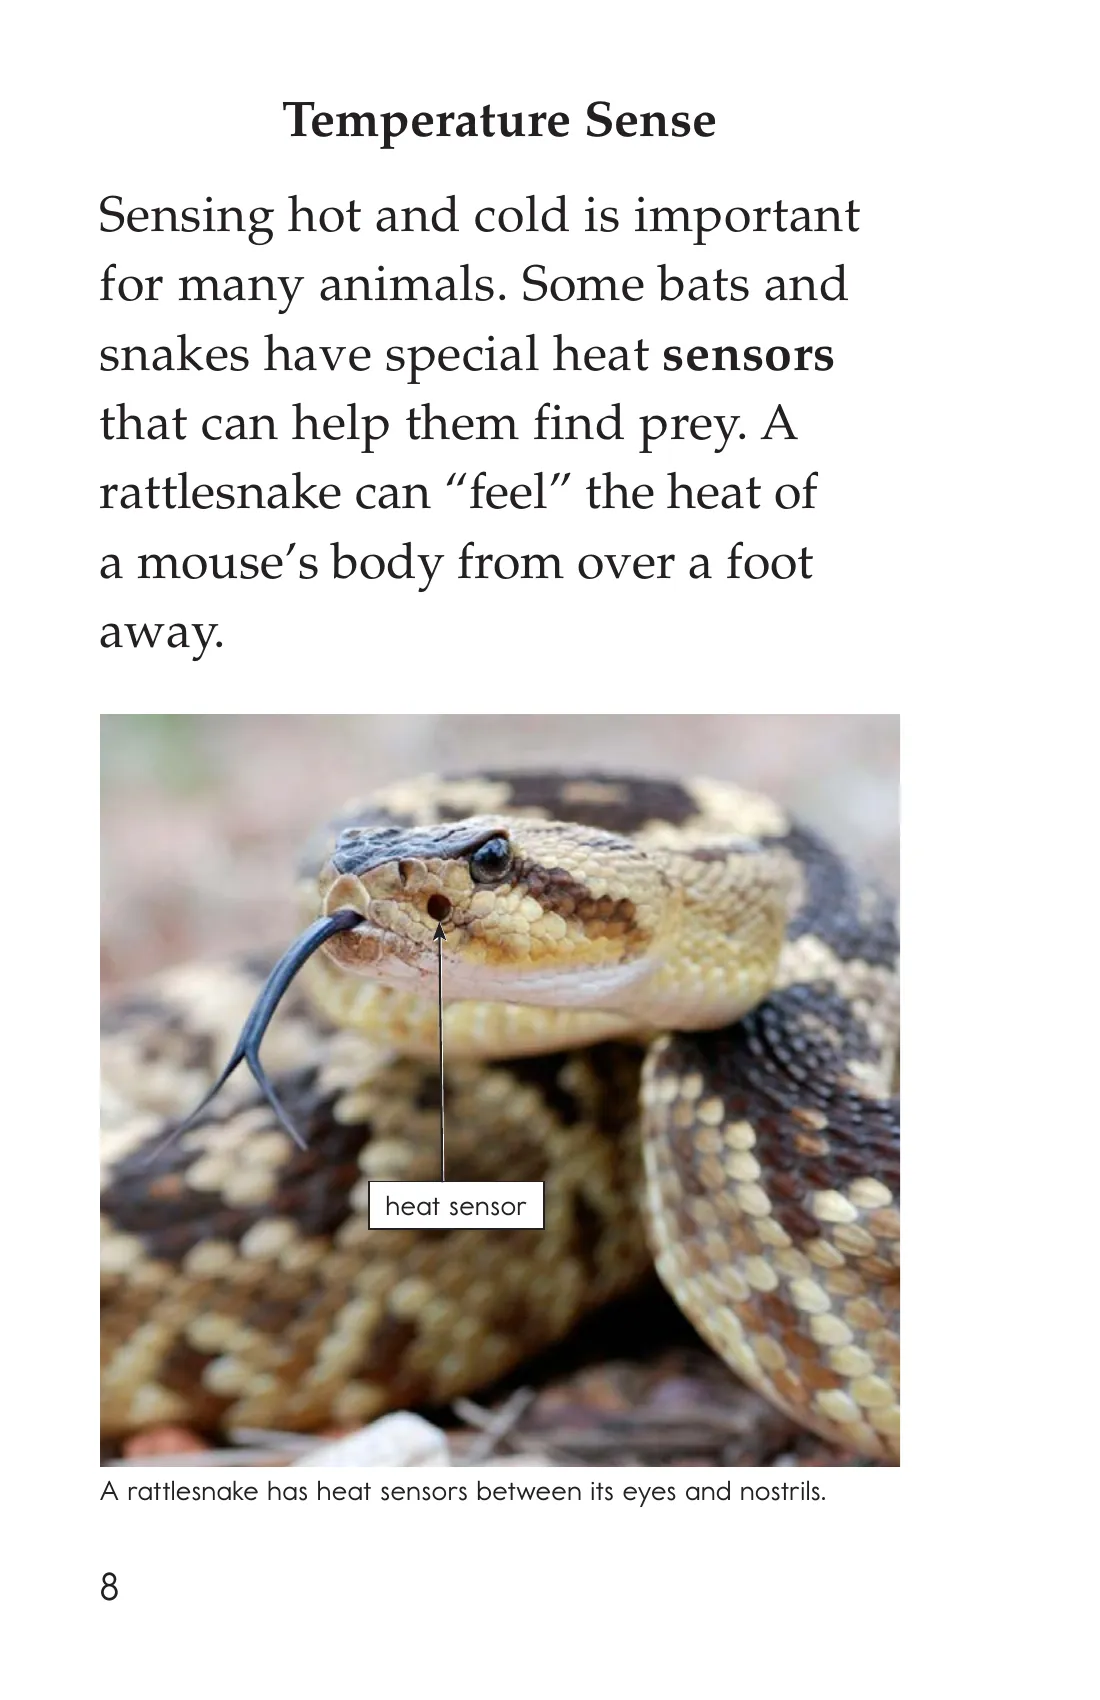 Temperature Sense
Sensing hot and cold is important
for many animals. Some bats and
snakes have special heat sensors
that can help them find prey. A
rattlesnake can “feel” the heat of
a mouse’s body from over a foot
away.
heat sensor
A rattlesnake has heat sensors between its eyes and nostrils.
8